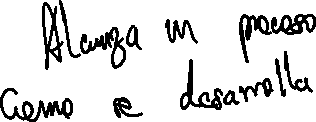 Alcanza un proceso
Como se desarrolla